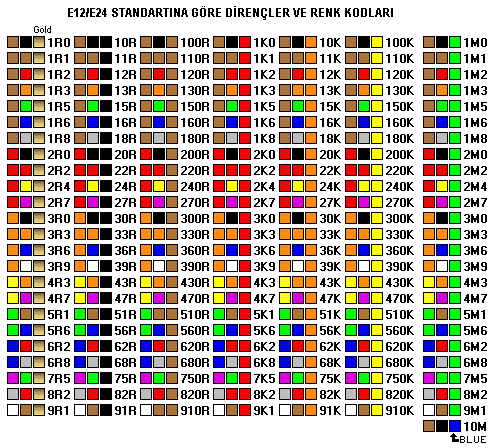 E12/E24 STANDARTINA GÖRE DİRENÇLER VE RENK KODLARI
Gold
1R0 10R 100R 1K0 10K 100K 1M0
1R1 11R 110R 1K1 11K 110K 1M1
1R2 12R 120R 1K2 12K 120K 1M2
1R3 13R 130R 1K3 13K 130K 1M3
1R5 15R 150R 1K5 15K 150K 1M5
1R6 16R 160R 1K6 16K 160K 1M6
1R8 18R 180R 1K8 18K 180K 1M8
2R0 20R 200R 2K0 20K 200K 2M0
2R2 22R 220R 2K2 22K 220K 2M2
2R4 24R 240R 2K4 24K 240K 2M4
2R7 27R 270R 2K7 27K 270K 2M7
3R0 30R 300R 3K0 30K 300K 3M0
3R3 33R 330R 3K3 33K 330K 3M3
3R6 36R 360R 3K6 36K 360K 3M6
3R9 39R 390R 3K9 39K 390K 3M9
4R3 43R 430R 4K3 43K 430K 4M3
4R7 47R 470R 4K7 47K 470K 4M7
5R1 51R 510R 5K1 51K 510K 5M1
5R6 56R 560R 5K6 56K 560K 5M6
6R2 62R 620R 6K2 62K 620K 6M2
6R8 68R 680R 6K8 68K 680K 6M8
7R5 75R 750R 7K5 75K 750K 7M5
8R2 82R 820R 8K2 82K 820K 8M2
9R1 91R 910R 9K1 91K 910K 9M1
10M
BLUE